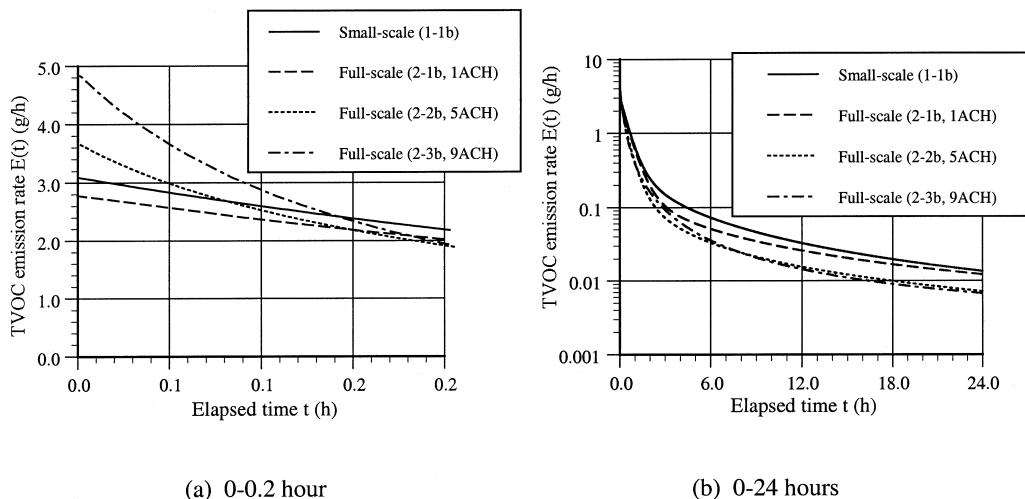 Small-scale (1-1b)
Full-scale (2-1b, 1ACH)
Full-scale (2-2b, 5ACH)
Full-scale (2-3b, 9ACH)
TVOC emission rate E(t) (g/h)
5.0
4.0
3.0
2.0
1.0
0.0
0.0 0.1 0.1 0.2 0.2
Elapsed time t (h)
(a) 0-0.2 hour
Small-scale (1-1b)
Full-scale (2-1b, 1ACH)
Full-scale (2-2b, 5ACH)
Full-scale (2-3b, 9ACH)
TVOC emission rate E(t) (g/h)
10
1
0.1
0.01
0.001
0.0 6.0 12.0 18.0 24.0
Elapsed time t (h)
(b) 0-24 hours